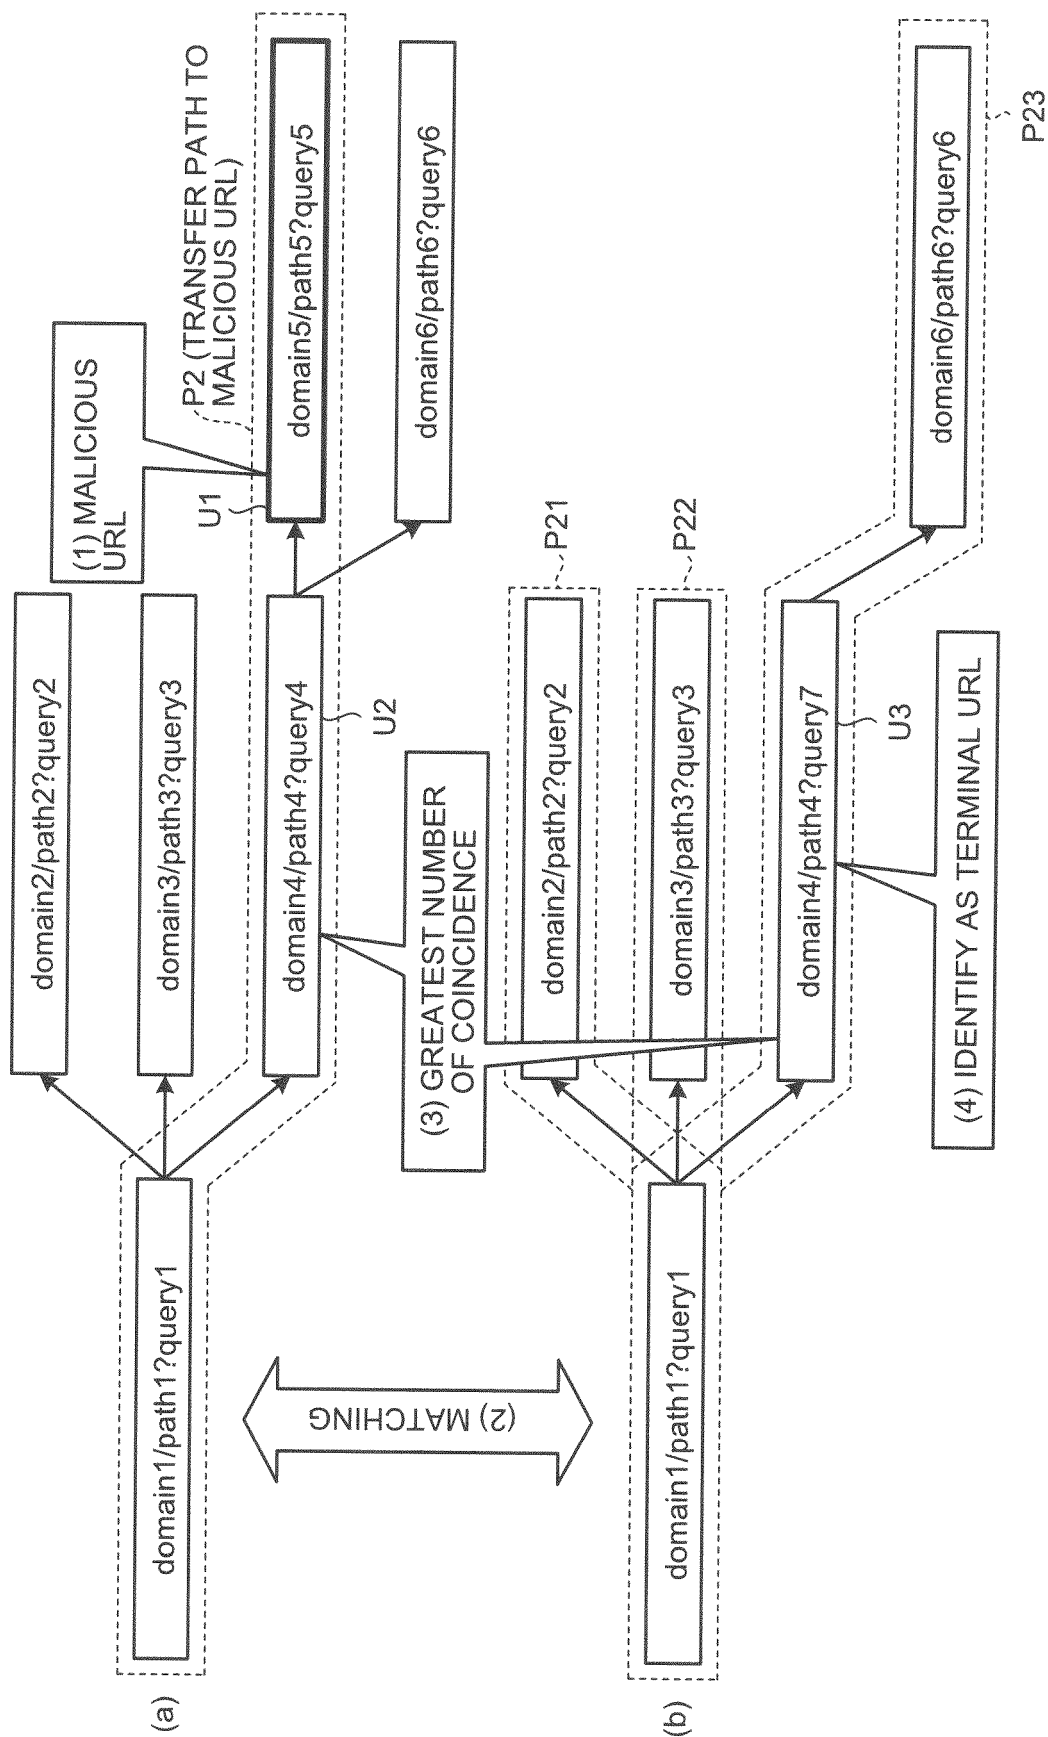 (a)
domain1/path1?query1
domain2/path2?query2
domain3/path3?query3
domain4/path4?query4
U2
(1) MALICIOUS
URL
U1
P2 (TRANSFER PATH TO
MALICIOUS URL)
domain5/path5?query5
domain6/path6?query6
(2) MATCHING
(3) GREATEST NUMBER
OF COINCIDENCE
(b)
domain1/path1?query1
domain2/path2?query2
P21
domain3/path3?query3
P22
domain4/path4?query7
U3
domain6/path6?query6
P23
(4) IDENTIFY AS TERMINAL URL